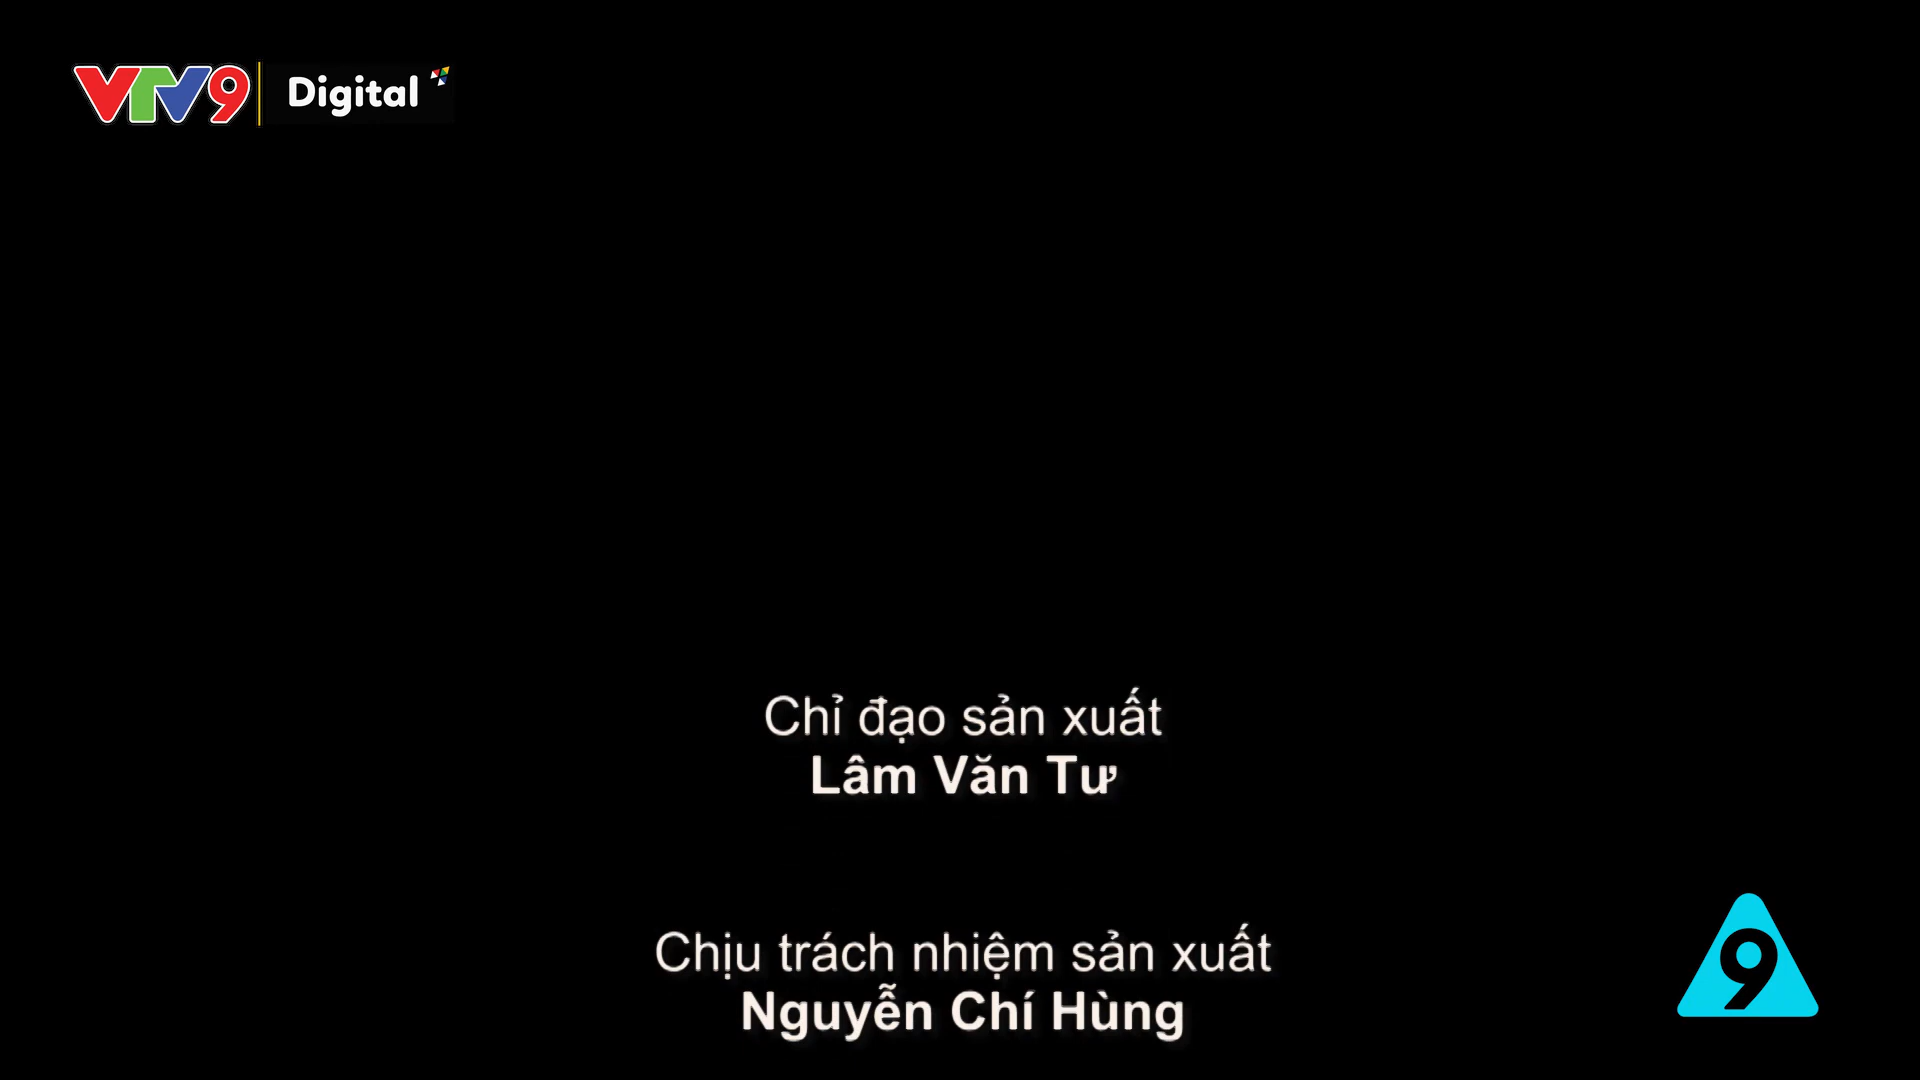 VTV9 Digital
Chỉ đạo sản xuất
Lâm Văn Tư
Chịu trách nhiệm sản xuất
Nguyễn Chí Hùng
9